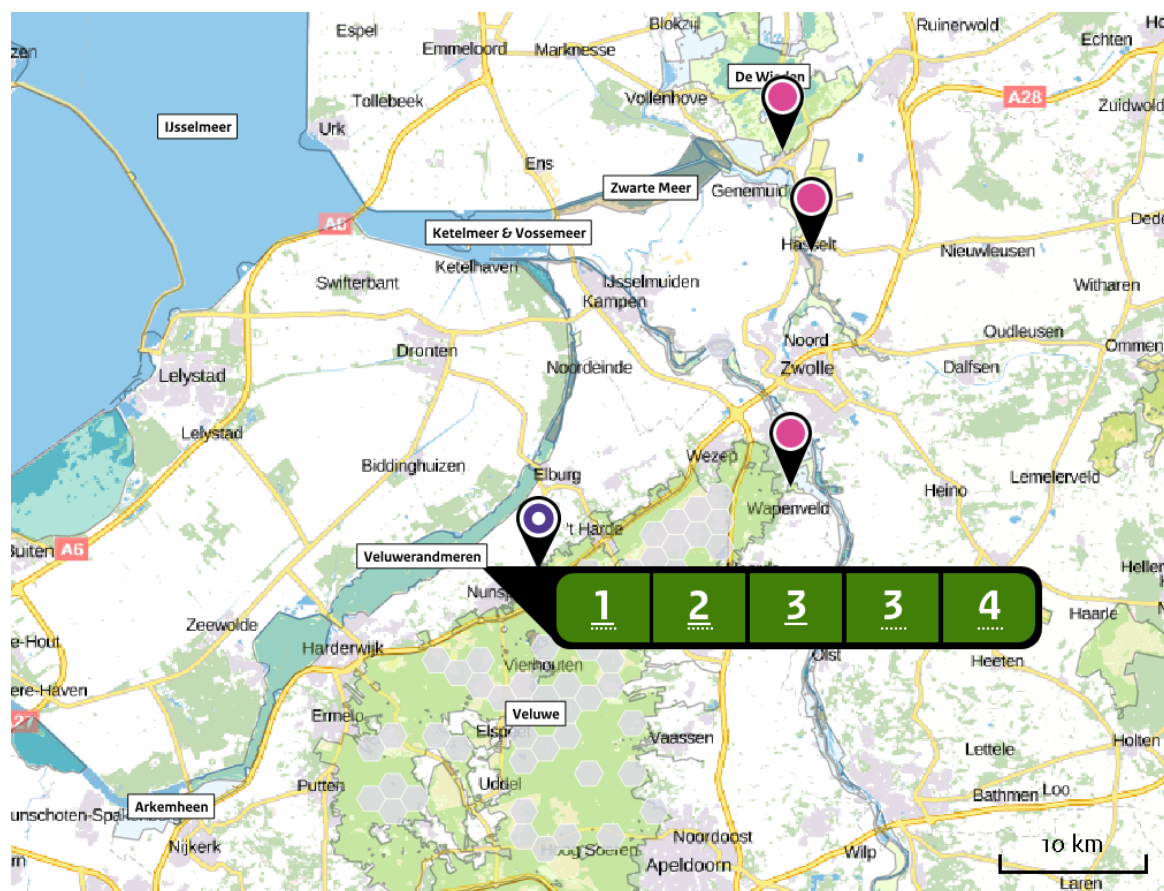 Espel
Blokzijl
Ruinerwold
Emmeloord
Marknesse
Echten
De Wieden
Tollebeek
Vollenhove
A28
IJsselmeer
Urk
Ens
Zwarte Meer
Genemuid
A6
Ketelmeer & Vossemeer
Hasselt
Nieuwleusen
Ketelhaven
Swifterbant
IJsselmuiden
Kampen
Witharen
Dronten
Noord
Oudleusen
Ommen
Noordeinde
Zwolle
Dalfsen
Lelystad
Lelystad
Biddinghuizen
Elburg
Wezep
Lemelerveld
Heino
Wapenveld
't Harde
A6
Veluwerandmeren
1 2 3 3 4
Zeewolde
Harderwijk
Haarle
Vierhouten
Olst
Heeten
27
Ermelo
Veluwe
Vaassen
Lettele
Holten
Putten
Uddel
Bathmen
Loo
Arkemheen
Nijkerk
Noordoost
Apeldoorn
10 km
Wilp
Laren